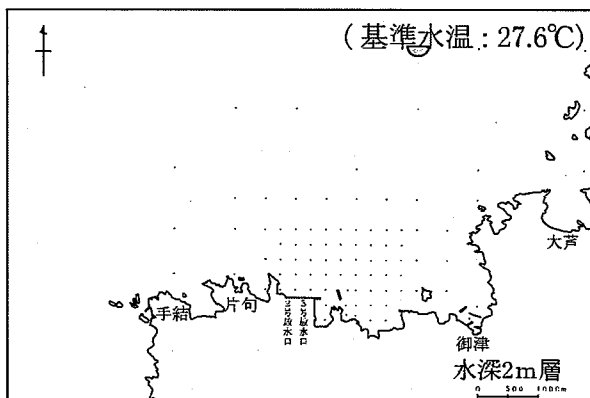 (基準水温:27.6℃)
大芦
手結
片句
2号放水口
3号放水口
御津
水深2m層
0 500 1000m